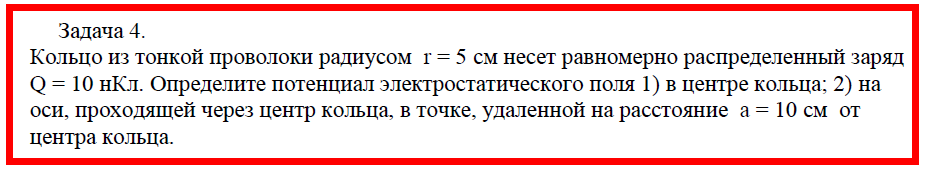 Задача 4.
Кольцо из тонкой проволоки радиусом r = 5 см несет равномерно распределенный заряд
Q = 10 нКл. Определите потенциал электростатического поля 1) в центре кольца; 2) на
оси, проходящей через центр кольца, в точке, удаленной на расстояние a = 10 см от
центра кольца.